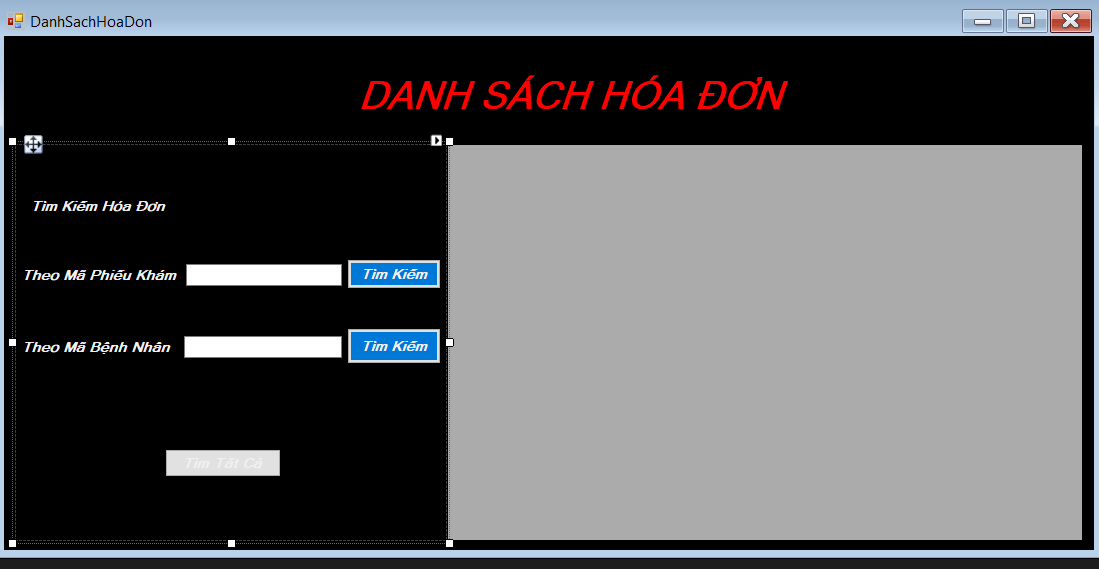 DanhSachHoaDon
DANH SÁCH HÓA ĐƠN
Tìm Kiếm Hóa Đơn
Theo Mã Phiếu Khám
Tìm Kiếm
Theo Mã Bệnh Nhân
Tìm Kiếm
Tìm Tất Cả